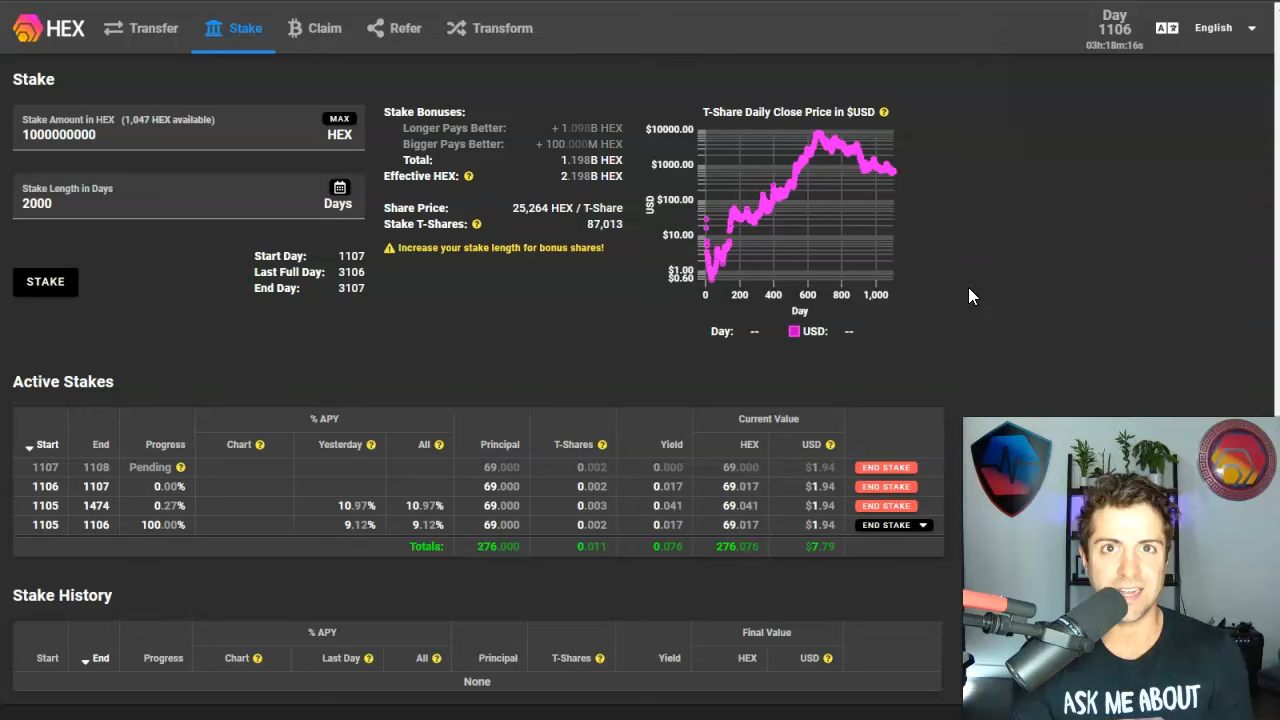 HEX
Transfer
Stake
Claim
Refer
Transform
Day
1106
03h:18m:16s
English
Stake
Stake Amount in HEX (1,047 HEX available)
MAX
1000000000
HEX
Stake Length in Days
2000
Days
Start Day: 1107
Last Full Day: 3106
End Day: 3107
STAKE
Stake Bonuses:
Longer Pays Better: + 1.098B HEX
Bigger Pays Better: + 100.000M HEX
Total: 1.198B HEX
Effective HEX: 2.198B HEX
Share Price: 25,264 HEX / T-Share
Stake T-Shares: 87,013
Increase your stake length for bonus shares!
T-Share Daily Close Price in $USD
$10000.00
$1000.00
$100.00
$10.00
$1.00
$0.60
USD
0 200 400 600 800 1,000
Day
Day: -- USD: --
Active Stakes
% APY
Current Value
Start End Progress Chart Yesterday All Principal T-Shares Yield HEX USD
1107 1108 Pending 69.000 0.002 0.000 69.000 $1.94 END STAKE
1106 1107 0.00% 69.000 0.002 0.017 69.017 $1.94 END STAKE
1105 1474 0.27% 10.97% 10.97% 69.000 0.003 0.041 69.041 $1.94 END STAKE
1105 1106 100.00% 9.12% 9.12% 69.000 0.002 0.017 69.017 $1.94 END STAKE
Totals: 276.000 0.011 0.076 276.076 $7.79
Stake History
% APY
Final Value
Start End Progress Chart Last Day All Principal T-Shares Yield HEX USD
None
ASK ME ABOUT